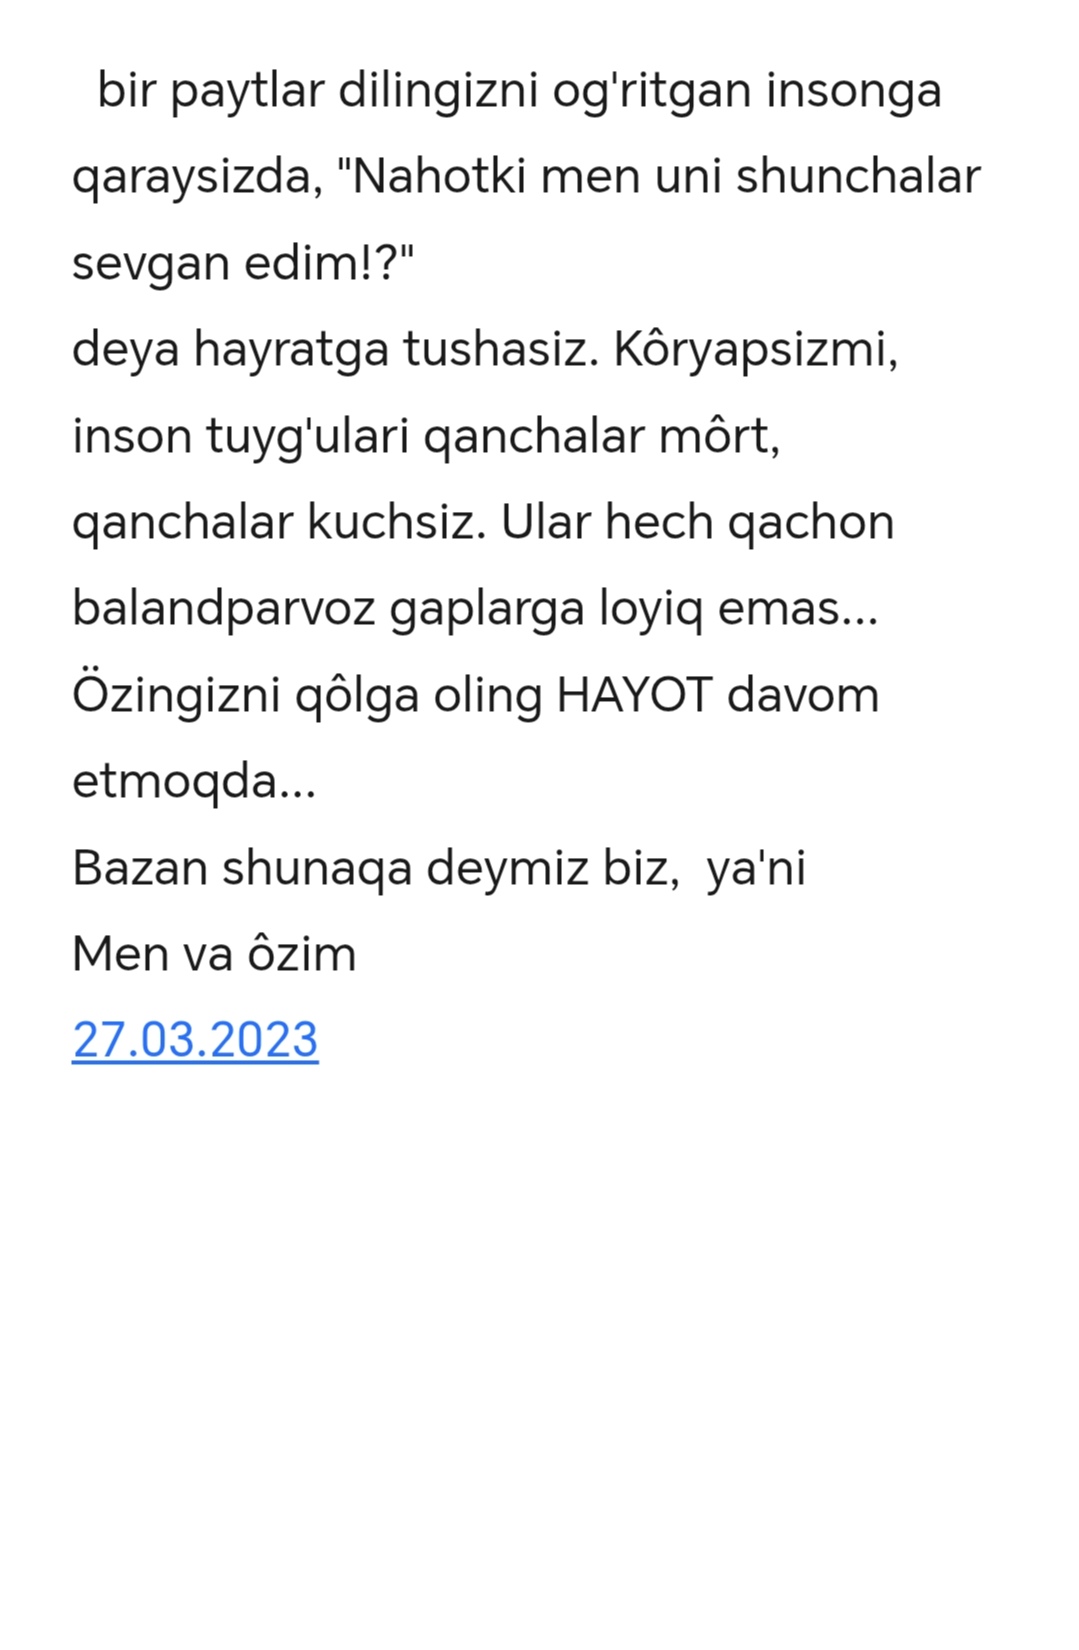 bir paytlar dilingizni og'ritgan insonga
qaraysizda, "Nahotki men uni shunchalar
sevgan edim!?"
deya hayratga tushasiz. Kôryapsizmi,
inson tuyg'ulari qanchalar môrt,
qanchalar kuchsiz. Ular hech qachon
balandparvoz gaplarga loyiq emas...
Özingizni qôlga oling HAYOT davom
etmoqda...
Bazan shunaqa deymiz biz,  ya'ni
Men va ôzim
27.03.2023